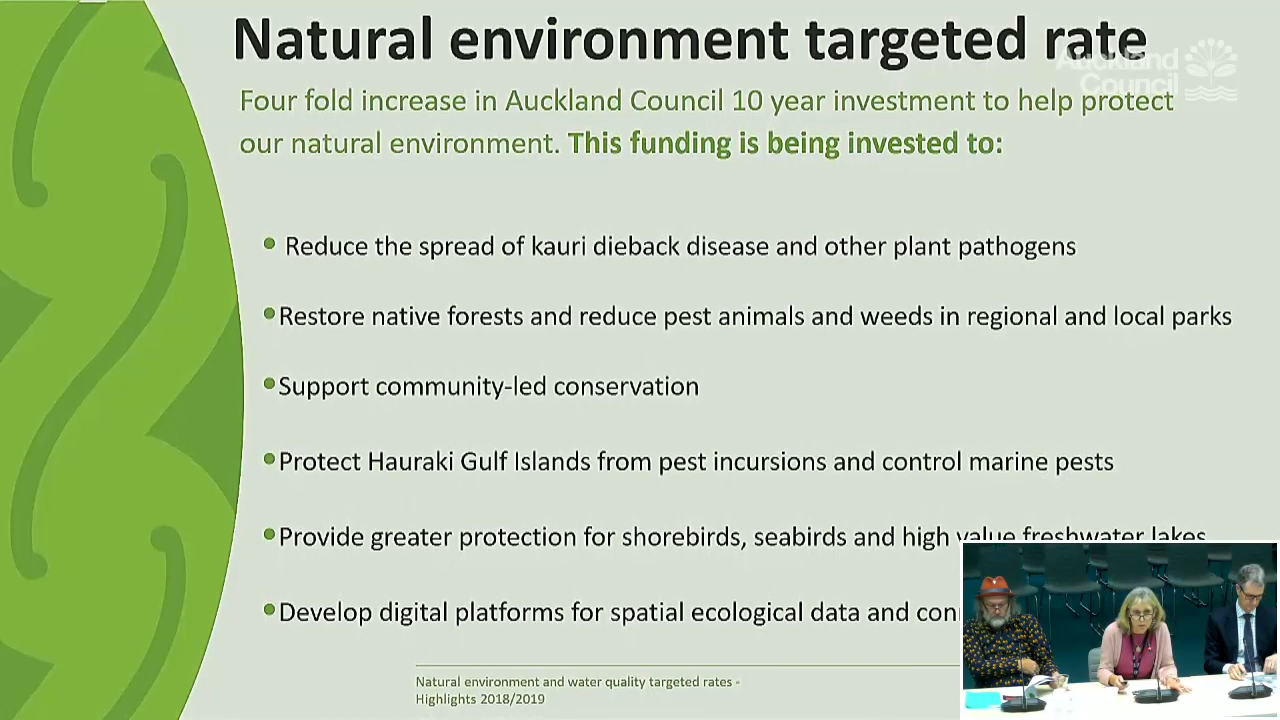 Natural environment targeted rate
Auckland
Council
Four fold increase in Auckland Council 10 year investment to help protect
our natural environment. This funding is being invested to:
• Reduce the spread of kauri dieback disease and other plant pathogens
• Restore native forests and reduce pest animals and weeds in regional and local parks
• Support community-led conservation
• Protect Hauraki Gulf Islands from pest incursions and control marine pests
• Provide greater protection for shorebirds, seabirds and high value freshwater lakes
• Develop digital platforms for spatial ecological data and
Natural environment and water quality targeted rates -
Highlights 2018/2019